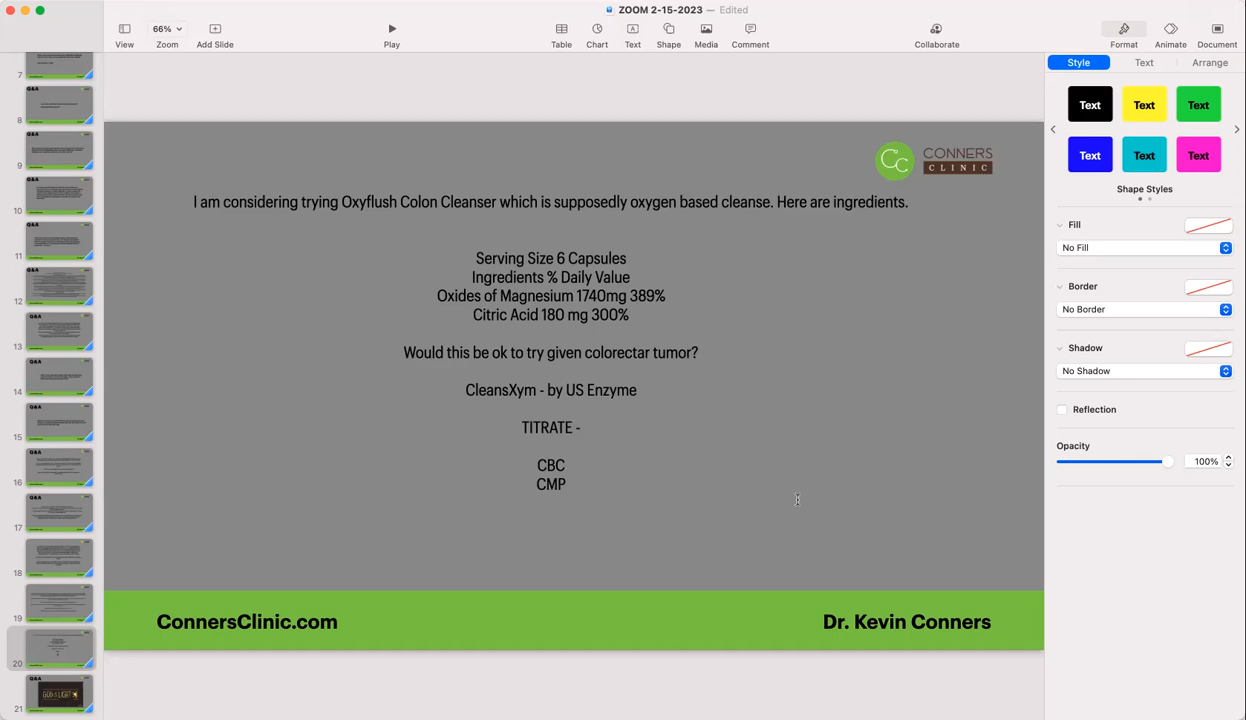 ZOOM 2-15-2023 — Edited
View
66%
Zoom
Add Slide
Play
Table
Chart
Text
Shape
Media
Comment
Collaborate
Format
Animate
Document
7
Q&A
8
Q&A
9
Q&A
10
Q&A
11
Q&A
12
Q&A
13
Q&A
14
Q&A
15
Q&A
16
Q&A
17
Q&A
18
19
20
Q&A
GOD IS LIGHT
21
CC
CONNERS
CLINIC
I am considering trying Oxyflush Colon Cleanser which is supposedly oxygen based cleanse. Here are ingredients.
Serving Size 6 Capsules
Ingredients % Daily Value
Oxides of Magnesium 1740mg 389%
Citric Acid 180 mg 300%
Would this be ok to try given colorectar tumor?
CleansXym - by US Enzyme
TITRATE -
CBC
CMP
ConnersClinic.com
Dr. Kevin Conners
Style
Text
Arrange
Text
Text
Text
Text
Text
Text
Shape Styles
Fill
No Fill
Border
No Border
Shadow
No Shadow
Reflection
Opacity
100%